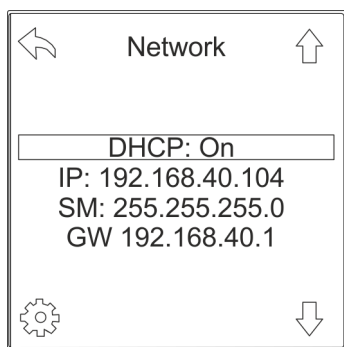 Network
DHCP: On
IP: 192.168.40.104
SM: 255.255.255.0
GW 192.168.40.1